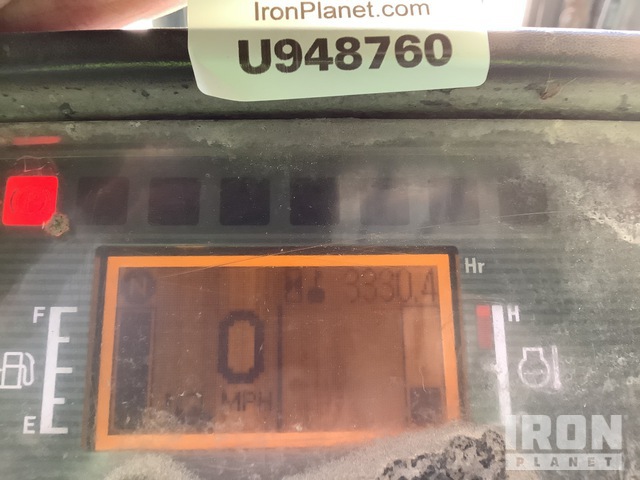 IronPlanet.com
U948760
Hr
N
3330.4
F
H
0
E
MPH
IRON
PLANET